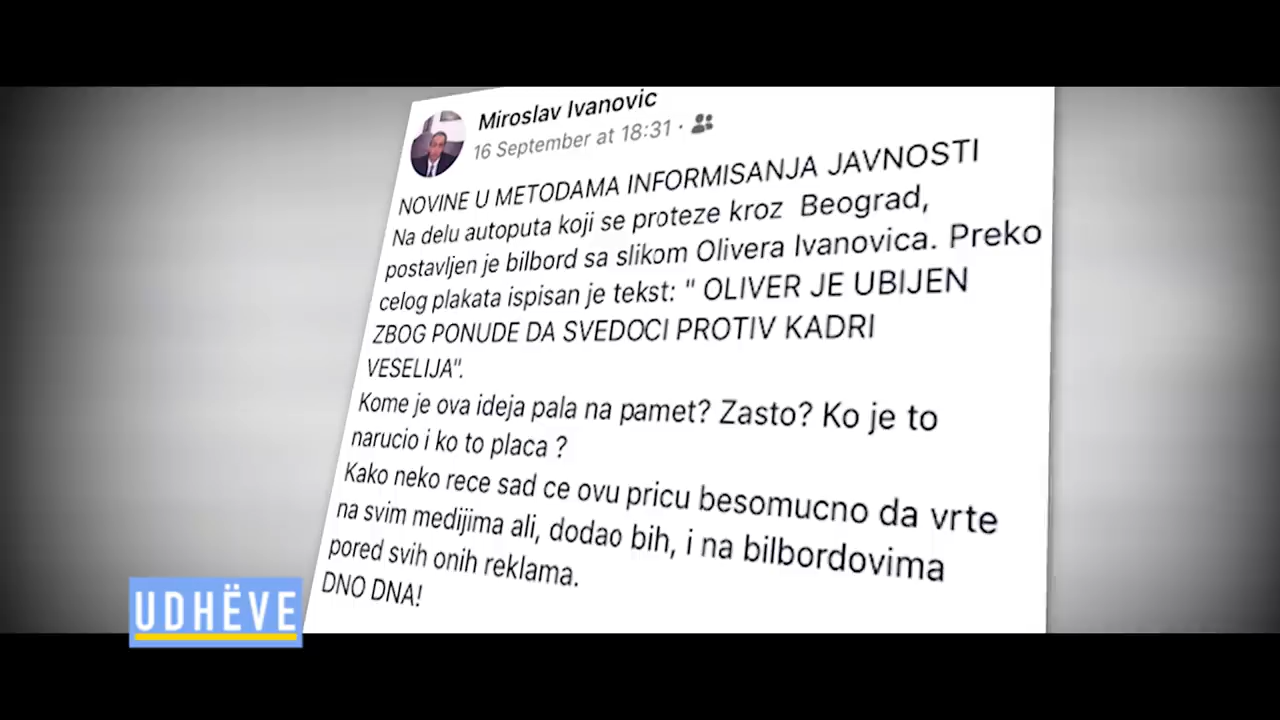 Miroslav Ivanovic
16 September at 18:31 ·
NOVINE U METODAMA INFORMISANJA JAVNOSTI
Na delu autoputa koji se proteze kroz Beograd,
postavljen je bilbord sa slikom Olivera Ivanovica. Preko
celog plakata ispisan je tekst: " OLIVER JE UBIJEN
ZBOG PONUDE DA SVEDOCI PROTIV KADRI
VESELIJA".
Kome je ova ideja pala na pamet? Zasto? Ko je to
narucio i ko to placa ?
Kako neko rece sad ce ovu pricu besomucno da vrte
na svim medijima ali, dodao bih, i na bilbordovima
pored svih onih reklama.
DNO DNA!
UDHËVE